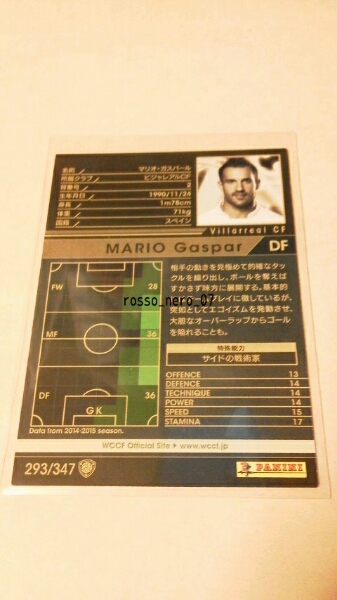 名前 マリオ・ガスパール
所属クラブ ビジャレアルCF
背番号 2
生年月日 1990/11/24
身長 1m78cm
体重 71kg
国籍 スペイン
Villarreal CF
MARIO Gaspar DF
FW 28
MF 36
DF 36
GK
Data from 2014-2015 season.
相手の動きを見極めて的確なタッ
クルを繰り出し、ボールを奪えば
すかさず味方に展開する。基本的
レイに徹しているが、
突如としてエゴイズムを発動させ、
大胆なオーバーラップからゴール
を陥れることも。
rosso_nero_07
特殊能力
サイドの戦術家
OFFENCE 13
DEFENCE 14
TECHNIQUE 14
POWER 14
SPEED 15
STAMINA 17
WCCF Official Site ▶ www.wccf.jp
293/347
PANINI